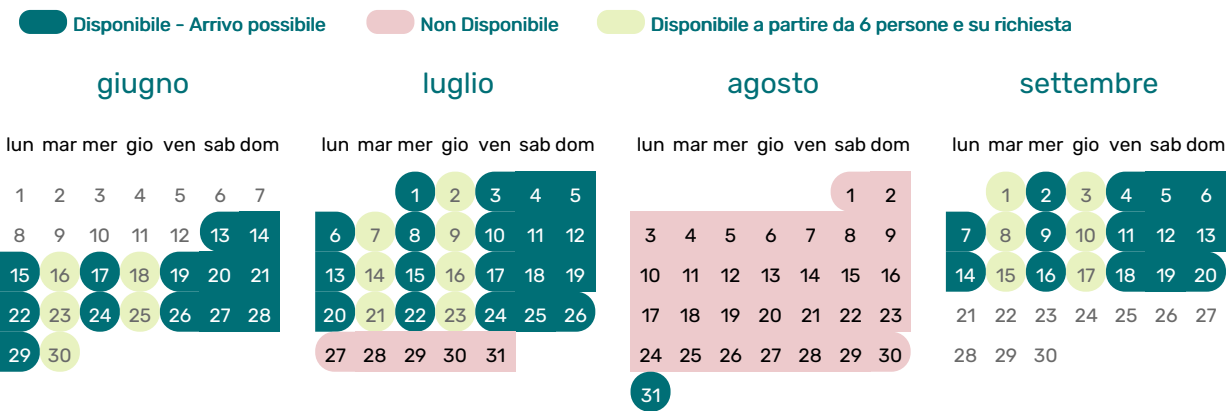 Disponibile - Arrivo possibile Non Disponibile Disponibile a partire da 6 persone e su richiesta
giugno luglio agosto settembre
lun mar mer gio ven sab dom lun mar mer gio ven sab dom lun mar mer gio ven sab dom lun mar mer gio ven sab dom
1 2 3 4 5 6 7 1 2 3 4 5 1 2 1 2 3 4 5 6
8 9 10 11 12 13 14 6 7 8 9 10 11 12 3 4 5 6 7 8 9 7 8 9 10 11 12 13
15 16 17 18 19 20 21 13 14 15 16 17 18 19 10 11 12 13 14 15 16 14 15 16 17 18 19 20
22 23 24 25 26 27 28 20 21 22 23 24 25 26 17 18 19 20 21 22 23 21 22 23 24 25 26 27
29 30 27 28 29 30 31 24 25 26 27 28 29 30 28 29 30
31